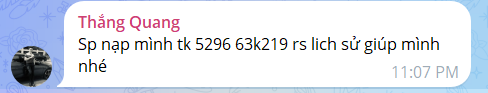 Thắng Quang
Sp nạp mình tk 5296 63k219 rs lich sử giúp mình
nhé
11:07 PM